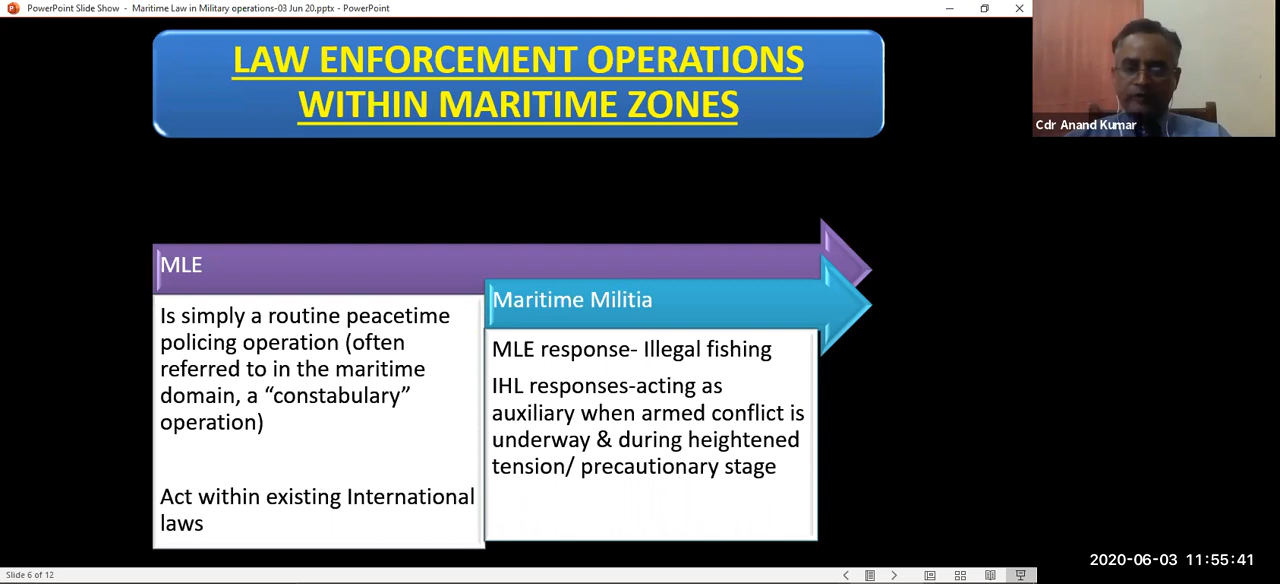 PowerPoint Slide Show - Maritime Law in Military operations-03 Jun 20.pptx - PowerPoint
LAW ENFORCEMENT OPERATIONS
WITHIN MARITIME ZONES
Cdr Anand Kumar
MLE
Is simply a routine peacetime
policing operation (often
referred to in the maritime
domain, a “constabulary”
operation)
Act within existing International
laws
Maritime Militia
MLE response- Illegal fishing
IHL responses-acting as
auxiliary when armed conflict is
underway & during heightened
tension/ precautionary stage
2020-06-03 11:55:41
Slide 6 of 12